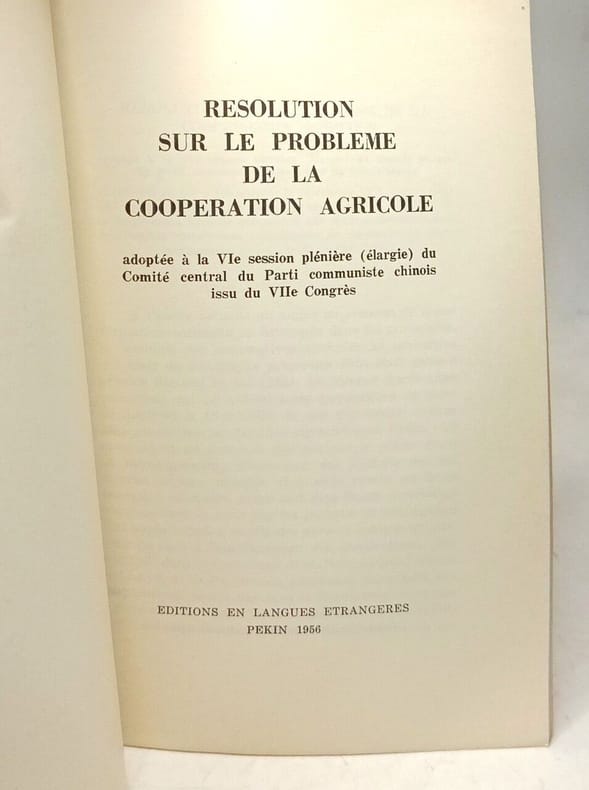 RESOLUTION
SUR LE PROBLEME
DE LA
COOPERATION AGRICOLE
adoptée à la VIe session plénière (élargie) du
Comité central du Parti communiste chinois
issu du VIIe Congrès
EDITIONS EN LANGUES ETRANGERES
PEKIN 1956